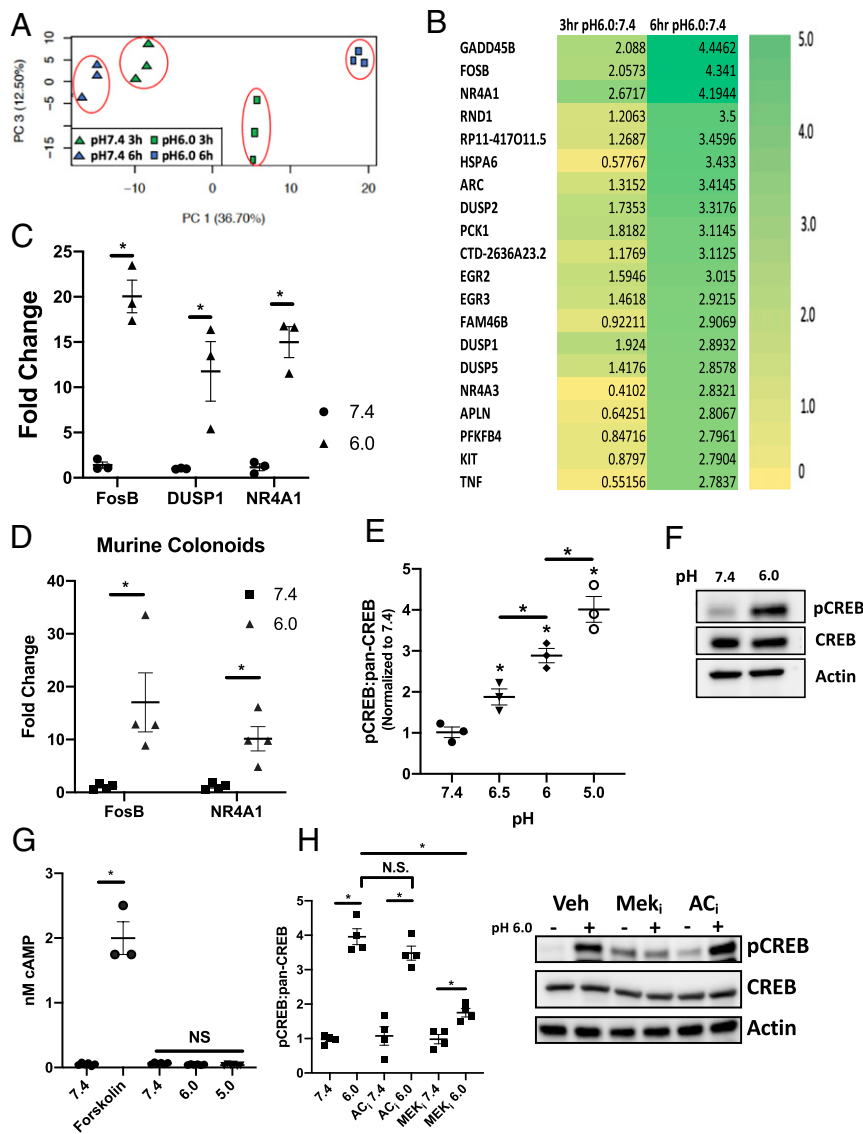 A
PC 3 (12.50%)
10
5
0
-5
-15
pH7.4 3h pH6.0 3h
pH7.4 6h pH6.0 6h
-10 0 10 20
PC 1 (36.70%)
B
3hr pH6.0:7.4 6hr pH6.0:7.4
GADD45B 2.088 4.4462
FOSB 2.0573 4.341
NR4A1 2.6717 4.1944
RND1 1.2063 3.5
RP11-417O11.5 1.2687 3.4596
HSPA6 0.57767 3.433
ARC 1.3152 3.4145
DUSP2 1.7353 3.3176
PCK1 1.8182 3.1145
CTD-2636A23.2 1.1769 3.1125
EGR2 1.5946 3.015
EGR3 1.4618 2.9215
FAM46B 0.92211 2.9069
DUSP1 1.924 2.8932
DUSP5 1.4176 2.8578
NR4A3 0.4102 2.8321
APLN 0.64251 2.8067
PFKFB4 0.84716 2.7961
KIT 0.8797 2.7904
TNF 0.55156 2.7837
5.0
4.0
3.0
2.0
1.0
0
C
Fold Change
25
20
15
10
5
0
* * *
7.4
6.0
FosB DUSP1 NR4A1
D
Murine Colonoids
Fold Change
40
30
20
10
0
* *
7.4
6.0
FosB NR4A1
E
pCREB:pan-CREB
(Normalized to 7.4)
5
4
3
2
1
0
* * * * *
7.4 6.5 6 5.0
pH
F
pH 7.4 6.0
pCREB
CREB
Actin
G
nM cAMP
3
2
1
0
*
NS
7.4 Forskolin 7.4 6.0 5.0
H
pCREB:pan-CREB
5
4
3
2
1
0
*
N.S.
* * *
7.4 6.0 ACi 7.4 ACi 6.0 MEKi 7.4 MEKi 6.0
Veh Meki ACi
pH 6.0 - + - + - +
pCREB
CREB
Actin